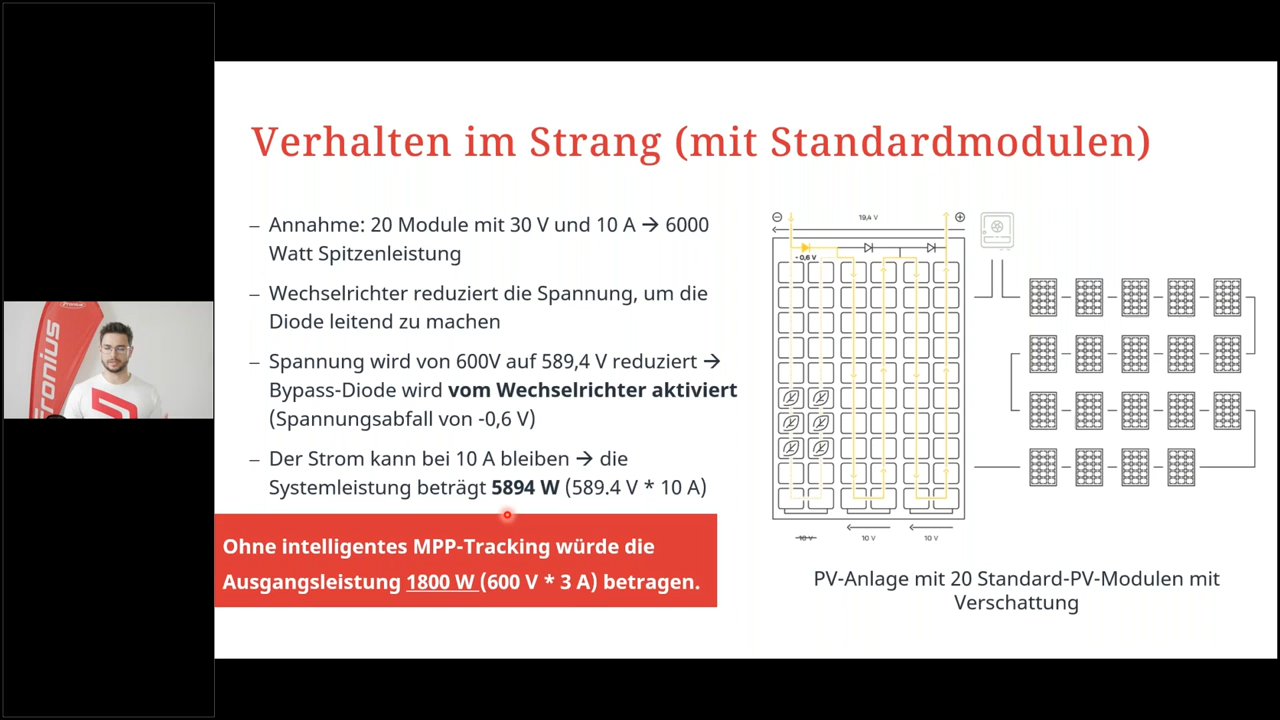 Verhalten im Strang (mit Standardmodulen)
– Annahme: 20 Module mit 30 V und 10 A → 6000
Watt Spitzenleistung
– Wechselrichter reduziert die Spannung, um die
Diode leitend zu machen
– Spannung wird von 600V auf 589,4 V reduziert →
Bypass-Diode wird vom Wechselrichter aktiviert
(Spannungsabfall von -0,6 V)
– Der Strom kann bei 10 A bleiben → die
Systemleistung beträgt 5894 W (589.4 V * 10 A)
Ohne intelligentes MPP-Tracking würde die
Ausgangsleistung 1800 W (600 V * 3 A) betragen.
19,4 V
- 0,6 V
10 V
10 V
10 V
PV-Anlage mit 20 Standard-PV-Modulen mit
Verschattung
Fronius